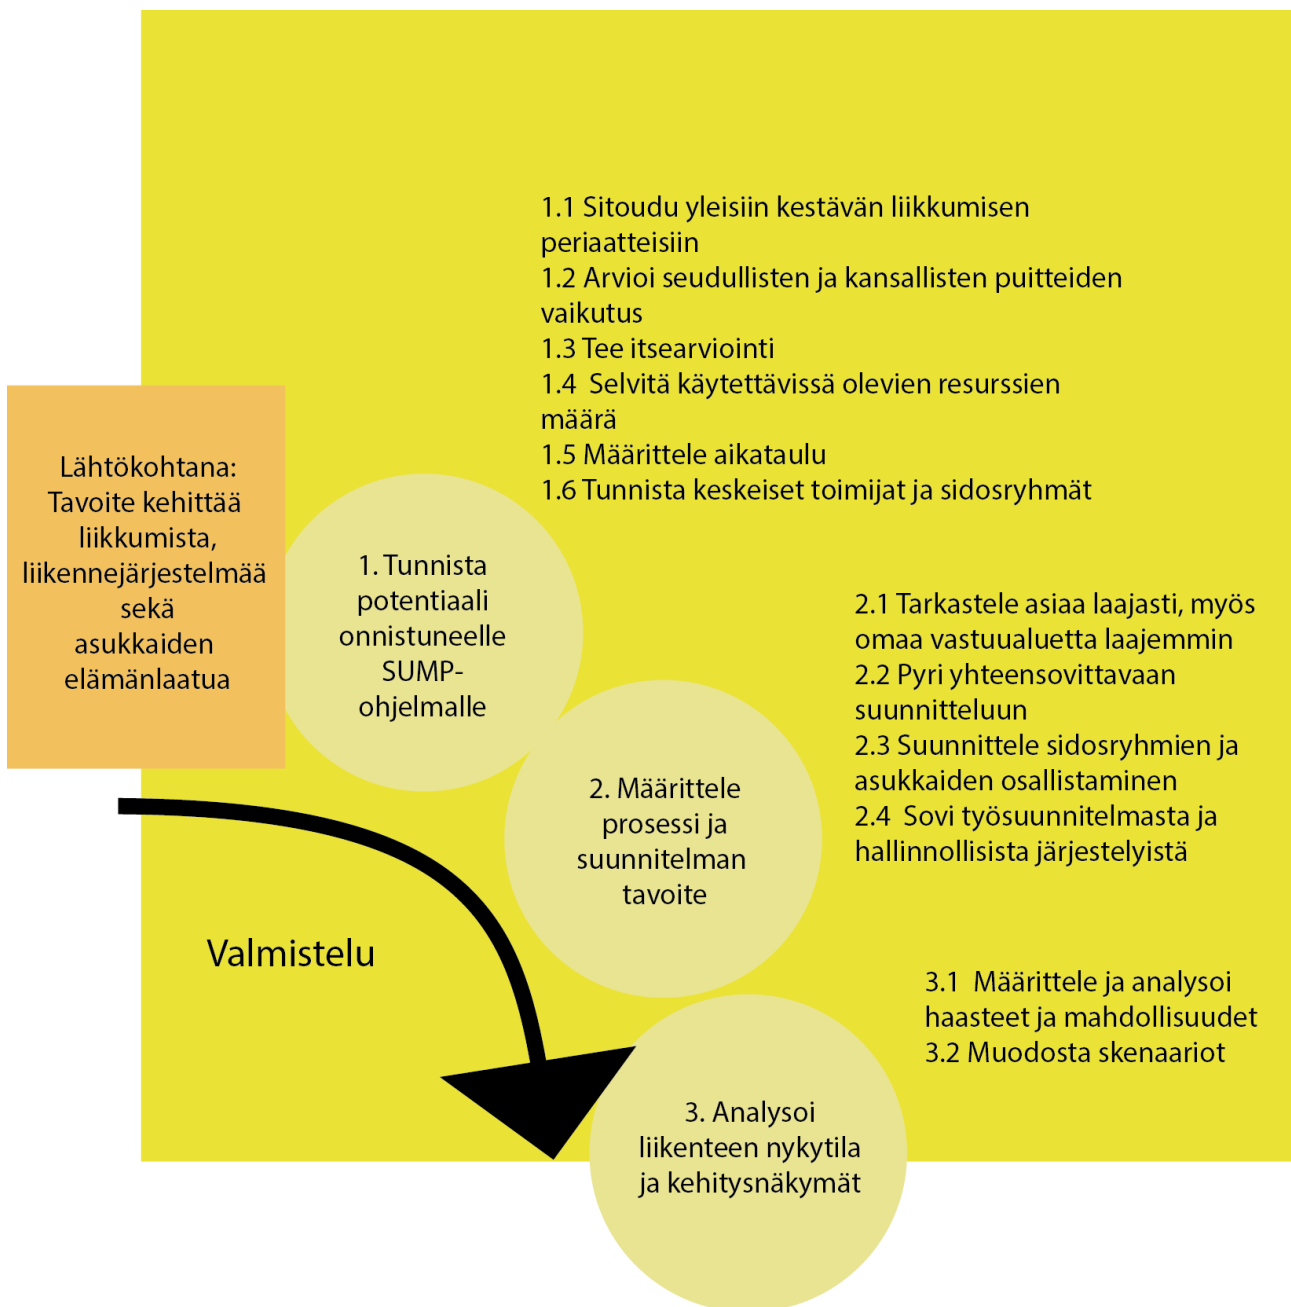 1.1 Sitoudu yleisiin kestävän liikkumisen
periaatteisiin
1.2 Arvioi seudullisten ja kansallisten puitteiden
vaikutus
1.3 Tee itsearviointi
1.4  Selvitä käytettävissä olevien resurssien
määrä
1.5 Määrittele aikataulu
1.6 Tunnista keskeiset toimijat ja sidosryhmät
Lähtökohtana:
Tavoite kehittää
liikkumista,
liikennejärjestelmää
sekä
asukkaiden
elämänlaatua
1. Tunnista
potentiaali
onnistuneelle
SUMP-
ohjelmalle
2.1 Tarkastele asiaa laajasti, myös
omaa vastuualuetta laajemmin
2.2 Pyri yhteensovittavaan
suunnitteluun
2.3 Suunnittele sidosryhmien ja
asukkaiden osallistaminen
2.4  Sovi työsuunnitelmasta ja
hallinnollisista järjestelyistä
2. Määrittele
prosessi ja
suunnitelman
tavoite
Valmistelu
3.1  Määrittele ja analysoi
haasteet ja mahdollisuudet
3.2 Muodosta skenaariot
3. Analysoi
liikenteen nykytila
ja kehitysnäkymät